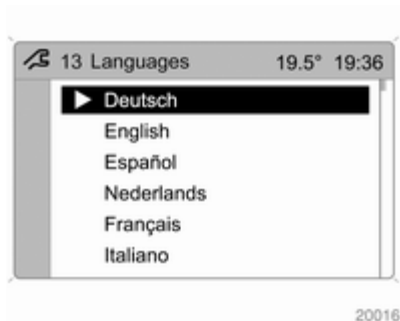 13 Languages 19.5° 19:36
Deutsch
English
Español
Nederlands
Français
Italiano
20016